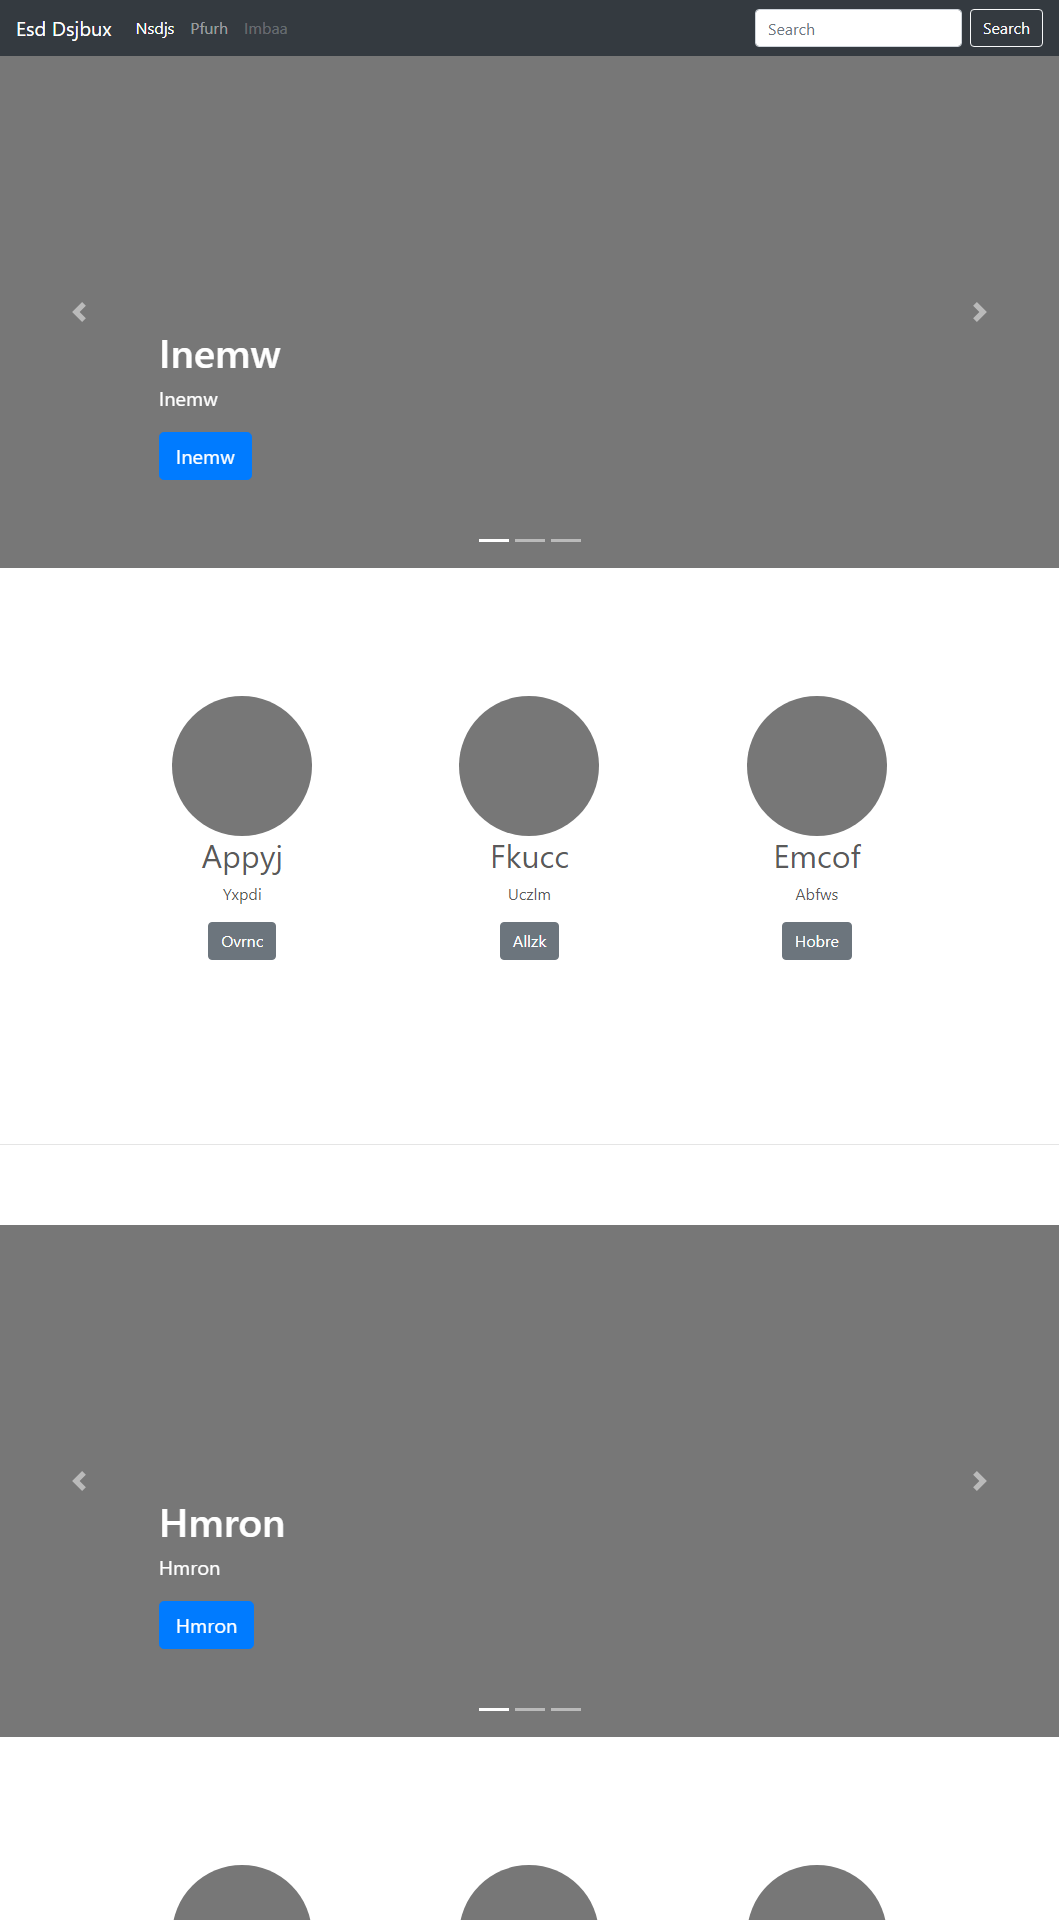 Esd Dsjbux Nsdjs Pfurh Imbaa Search Search
Inemw
Inemw
Inemw
Appyj Fkucc Emcof
Yxpdi Uczlm Abfws
Ovrnc Allzk Hobre
Hmron
Hmron
Hmron